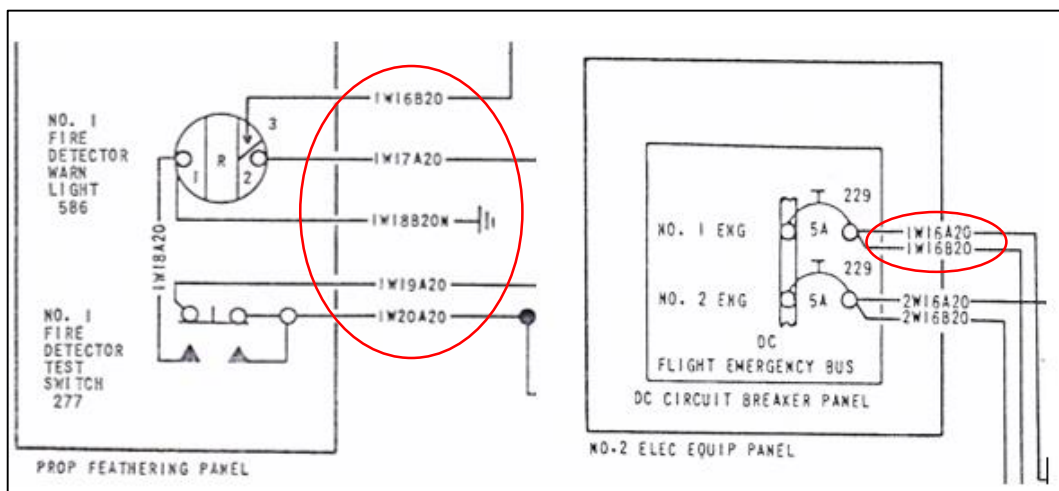 1W16B20
NO. 1
FIRE
DETECTOR
WARN
LIGHT
586
3
R
1
2
1W17A20
1W18B20N
1W18A20
1W19A20
1W20A20
NO. 1
FIRE
DETECTOR
TEST
SWITCH
277
PROP FEATHERING PANEL
229
NO. 1 ENG
5A
1W16A20
1W16B20
229
NO. 2 ENG
5A
2W16A20
2W16B20
DC
FLIGHT EMERGENCY BUS
DC CIRCUIT BREAKER PANEL
NO.2 ELEC EQUIP PANEL